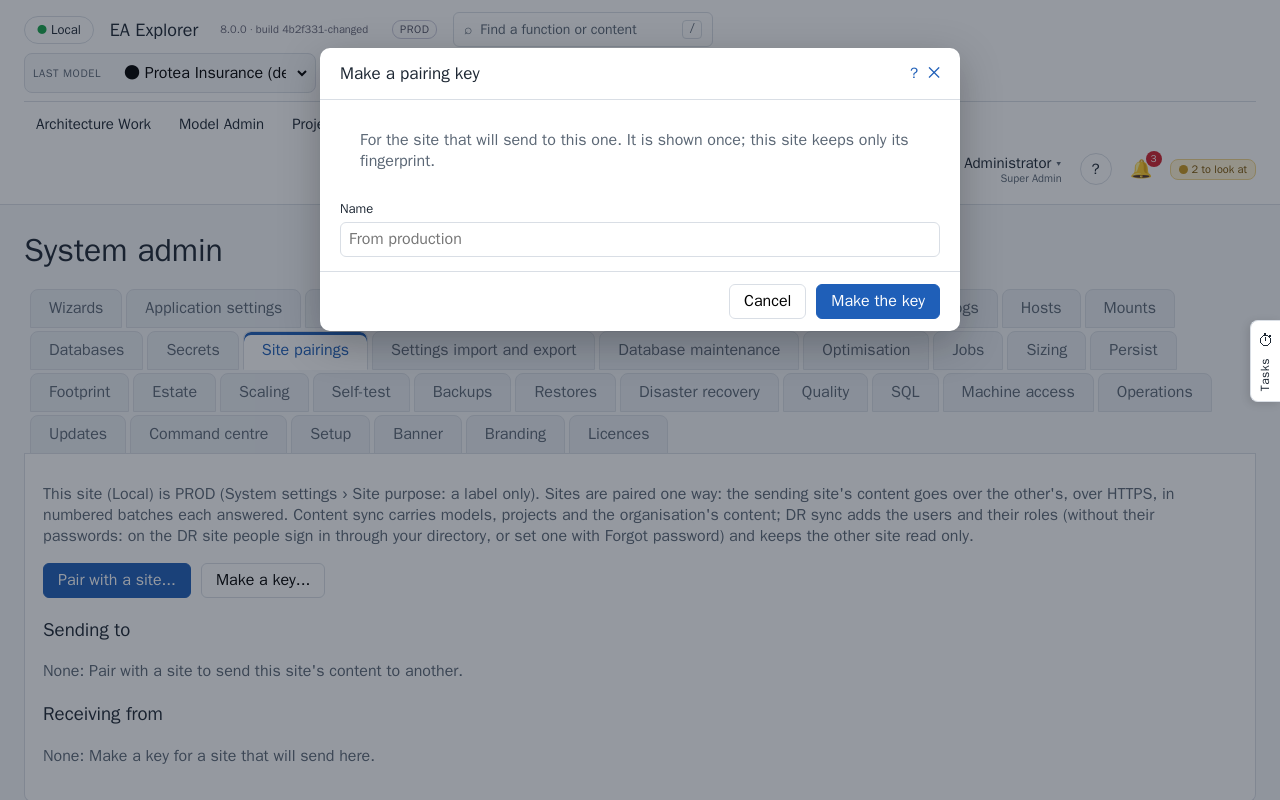 Local
EA Explorer
8.0.0 · build 4b2f331-changed
PROD
Find a function or content
/
LAST MODEL
Protea Insurance (de
Make a pairing key
?
For the site that will send to this one. It is shown once; this site keeps only its
fingerprint.
Name
From production
Cancel
Make the key
Architecture Work
Model Admin
Administrator
Super Admin
?
3
2 to look at
System admin
Wizards
Application settings
Hosts
Mounts
Databases
Secrets
Site pairings
Settings import and export
Database maintenance
Optimisation
Jobs
Sizing
Persist
Footprint
Estate
Scaling
Self-test
Backups
Restores
Disaster recovery
Quality
SQL
Machine access
Operations
Updates
Command centre
Setup
Banner
Branding
Licences
Tasks
This site (Local) is PROD (System settings › Site purpose: a label only). Sites are paired one way: the sending site's content goes over the other's, over HTTPS, in
numbered batches each answered. Content sync carries models, projects and the organisation's content; DR sync adds the users and their roles (without their
passwords: on the DR site people sign in through your directory, or set one with Forgot password) and keeps the other site read only.
Pair with a site...
Make a key...
Sending to
None: Pair with a site to send this site's content to another.
Receiving from
None: Make a key for a site that will send here.